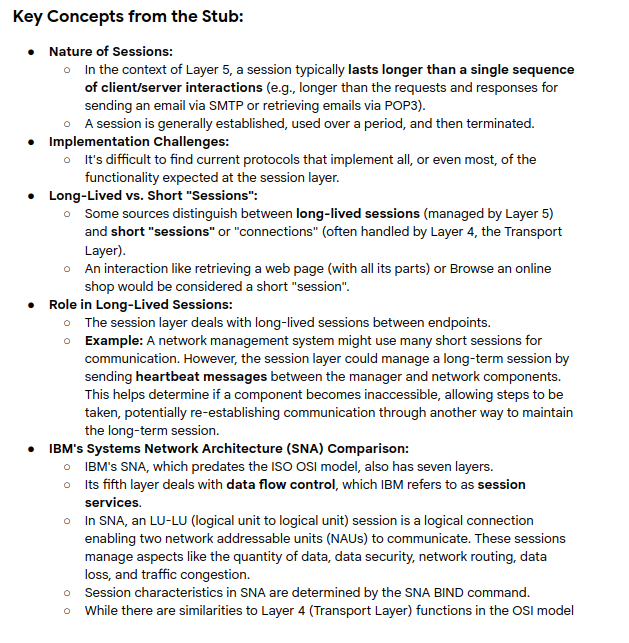 Key Concepts from the Stub:
● Nature of Sessions:
○ In the context of Layer 5, a session typically lasts longer than a single sequence
of client/server interactions (e.g., longer than the requests and responses for
sending an email via SMTP or retrieving emails via POP3).
○ A session is generally established, used over a period, and then terminated.
● Implementation Challenges:
○ It's difficult to find current protocols that implement all, or even most, of the
functionality expected at the session layer.
● Long-Lived vs. Short "Sessions":
○ Some sources distinguish between long-lived sessions (managed by Layer 5)
and short "sessions" or "connections" (often handled by Layer 4, the Transport
Layer).
○ An interaction like retrieving a web page (with all its parts) or Browse an online
shop would be considered a short "session".
● Role in Long-Lived Sessions:
○ The session layer deals with long-lived sessions between endpoints.
○ Example: A network management system might use many short sessions for
communication. However, the session layer could manage a long-term session by
sending heartbeat messages between the manager and network components.
This helps determine if a component becomes inaccessible, allowing steps to be
taken, potentially re-establishing communication through another way to maintain
the long-term session.
● IBM's Systems Network Architecture (SNA) Comparison:
○ IBM's SNA, which predates the ISO OSI model, also has seven layers.
○ Its fifth layer deals with data flow control, which IBM refers to as session
services.
○ In SNA, an LU-LU (logical unit to logical unit) session is a logical connection
enabling two network addressable units (NAUs) to communicate. These sessions
manage aspects like the quantity of data, data security, network routing, data
loss, and traffic congestion.
○ Session characteristics in SNA are determined by the SNA BIND command.
○ While there are similarities to Layer 4 (Transport Layer) functions in the OSI model